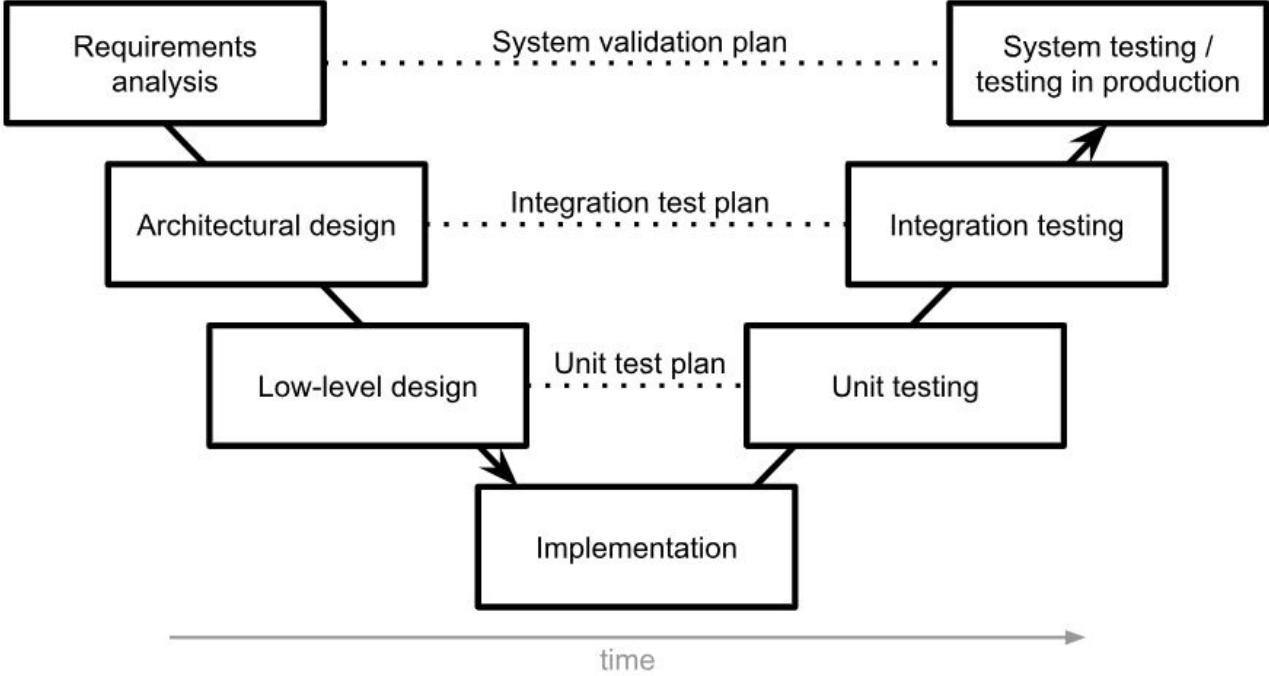 Requirements
analysis
System validation plan
System testing /
testing in production
Architectural design
Integration test plan
Integration testing
Low-level design
Unit test plan
Unit testing
Implementation
time